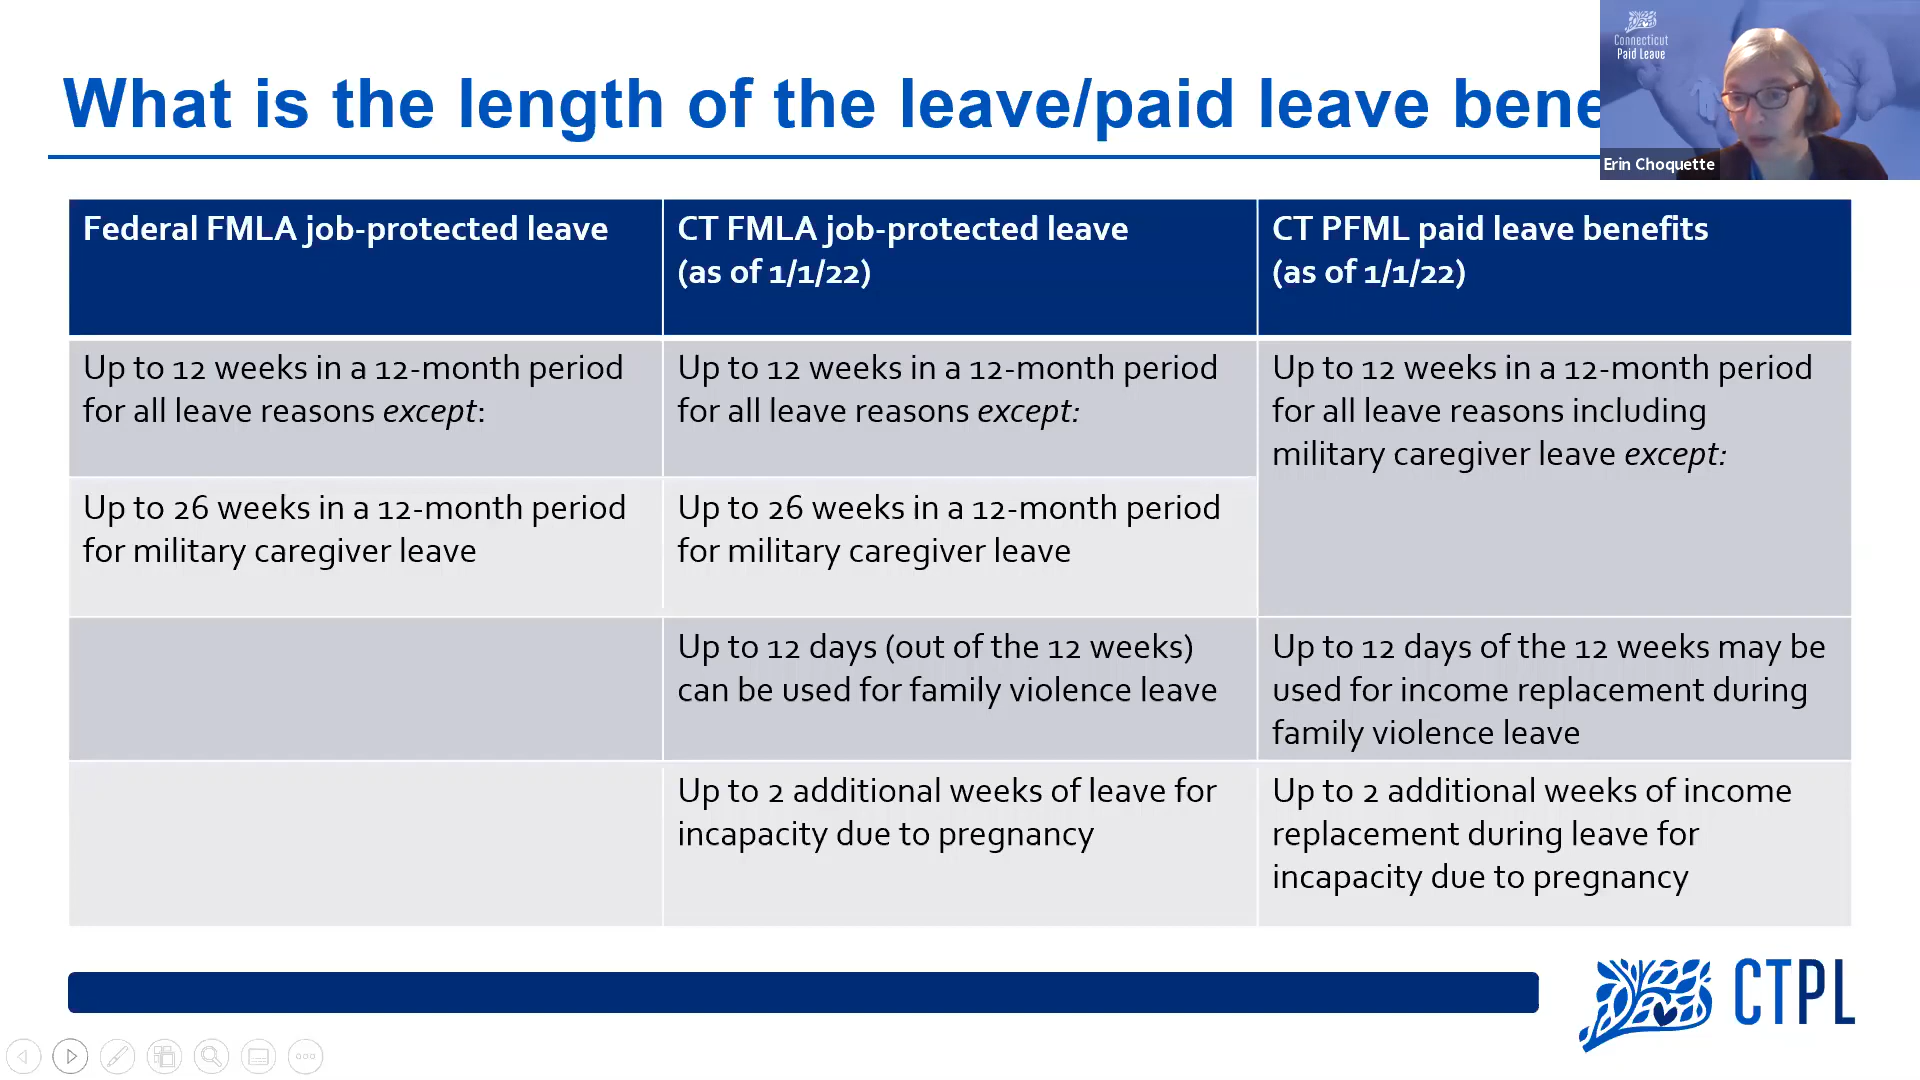 What is the length of the leave/paid leave bene
Connecticut
Paid Leave
Erin Choquette
Federal FMLA job-protected leave
CT FMLA job-protected leave
(as of 1/1/22)
CT PFML paid leave benefits
(as of 1/1/22)
Up to 12 weeks in a 12-month period
for all leave reasons except:
Up to 12 weeks in a 12-month period
for all leave reasons except:
Up to 12 weeks in a 12-month period
for all leave reasons including
military caregiver leave except:
Up to 26 weeks in a 12-month period
for military caregiver leave
Up to 26 weeks in a 12-month period
for military caregiver leave
Up to 12 days (out of the 12 weeks)
can be used for family violence leave
Up to 12 days of the 12 weeks may be
used for income replacement during
family violence leave
Up to 2 additional weeks of leave for
incapacity due to pregnancy
Up to 2 additional weeks of income
replacement during leave for
incapacity due to pregnancy
CTPL